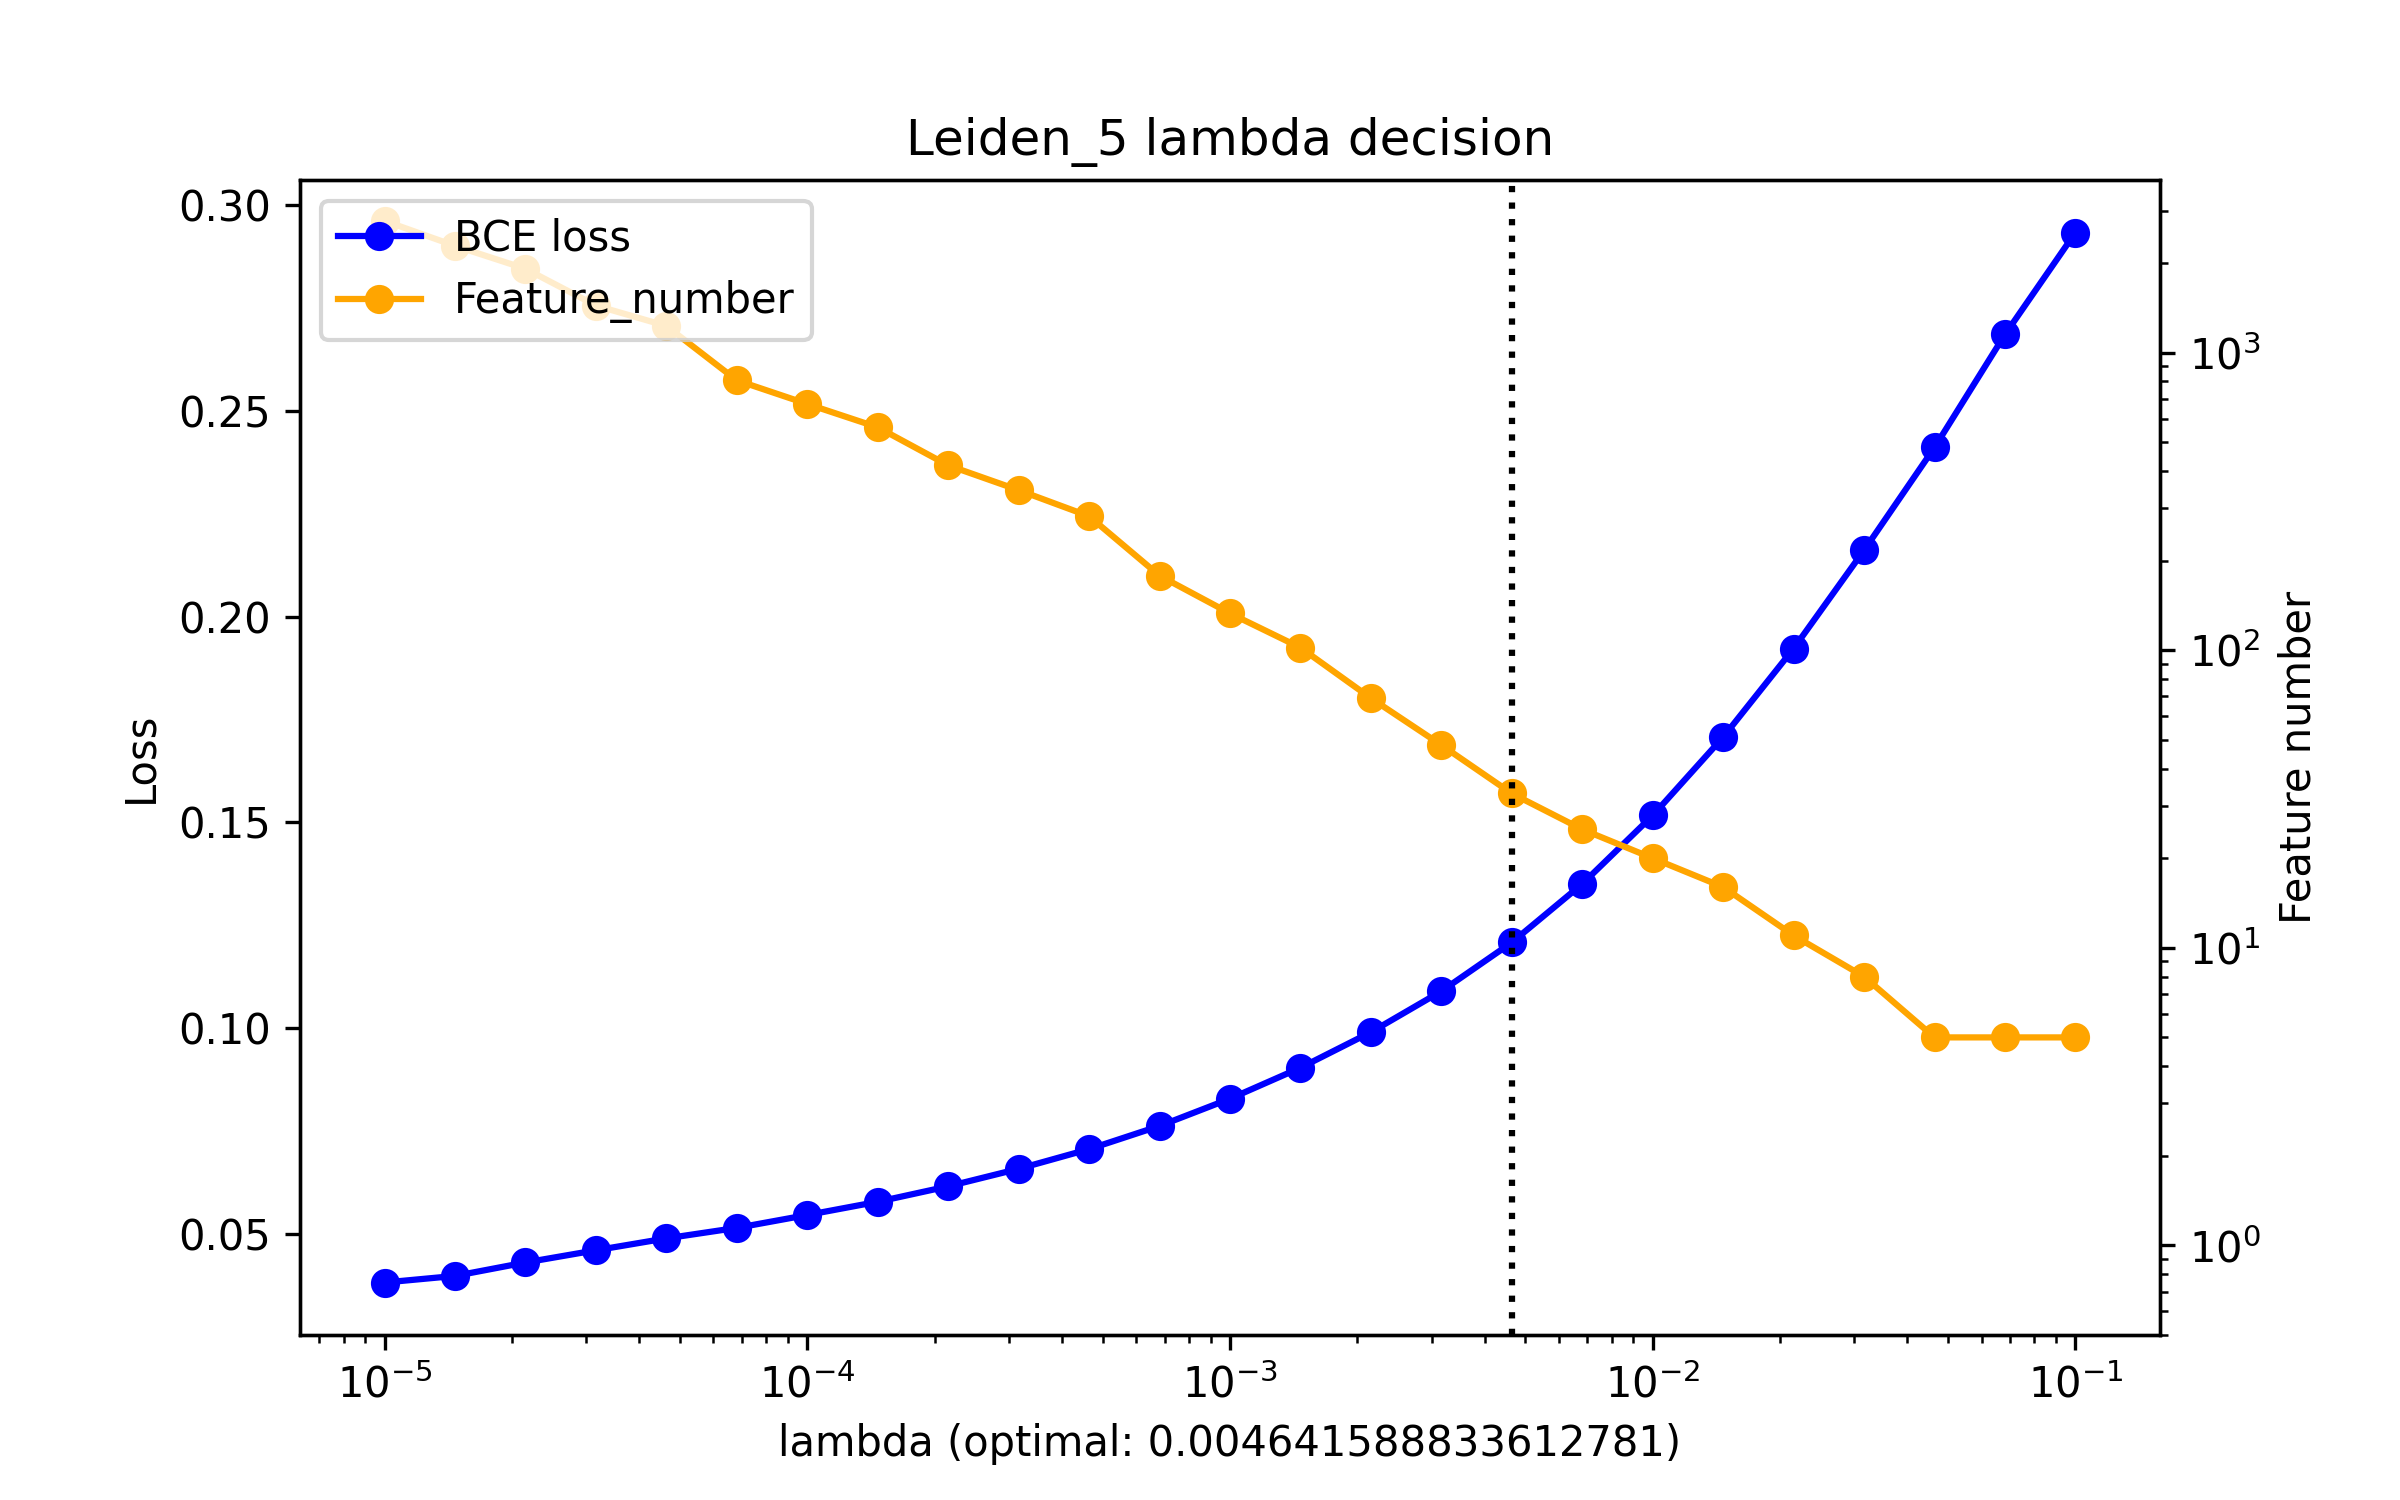 Leiden_5 lambda decision
BCE loss
Feature_number
0.30
0.25
0.20
0.15
0.10
0.05
Loss
10³
10²
10¹
10⁰
Feature number
10⁻⁵ 10⁻⁴ 10⁻³ 10⁻² 10⁻¹
lambda (optimal: 0.004641588833612781)